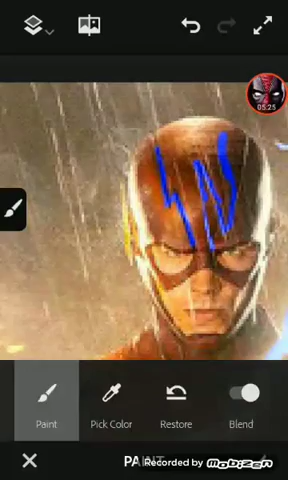 05:25
Paint
Pick Color
Restore
Blend
PAINT
Recorded by MOBIZEN